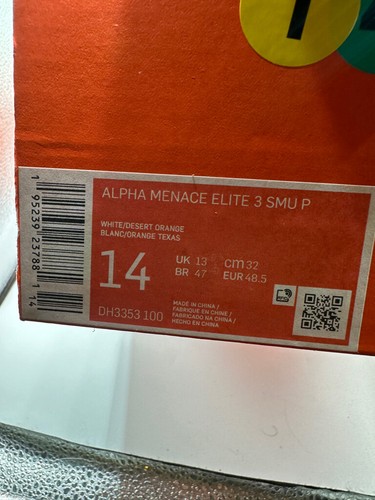 ALPHA MENACE ELITE 3 SMU P
WHITE/DESERT ORANGE
BLANC/ORANGE TEXAS
14
UK 13 cm 32
BR 47 EUR 48.5
DH3353 100
MADE IN CHINA /
FABRIQUE EN CHINE /
FABRICADO NA CHINA /
HECHO EN CHINA
1 95239 23788 1 14